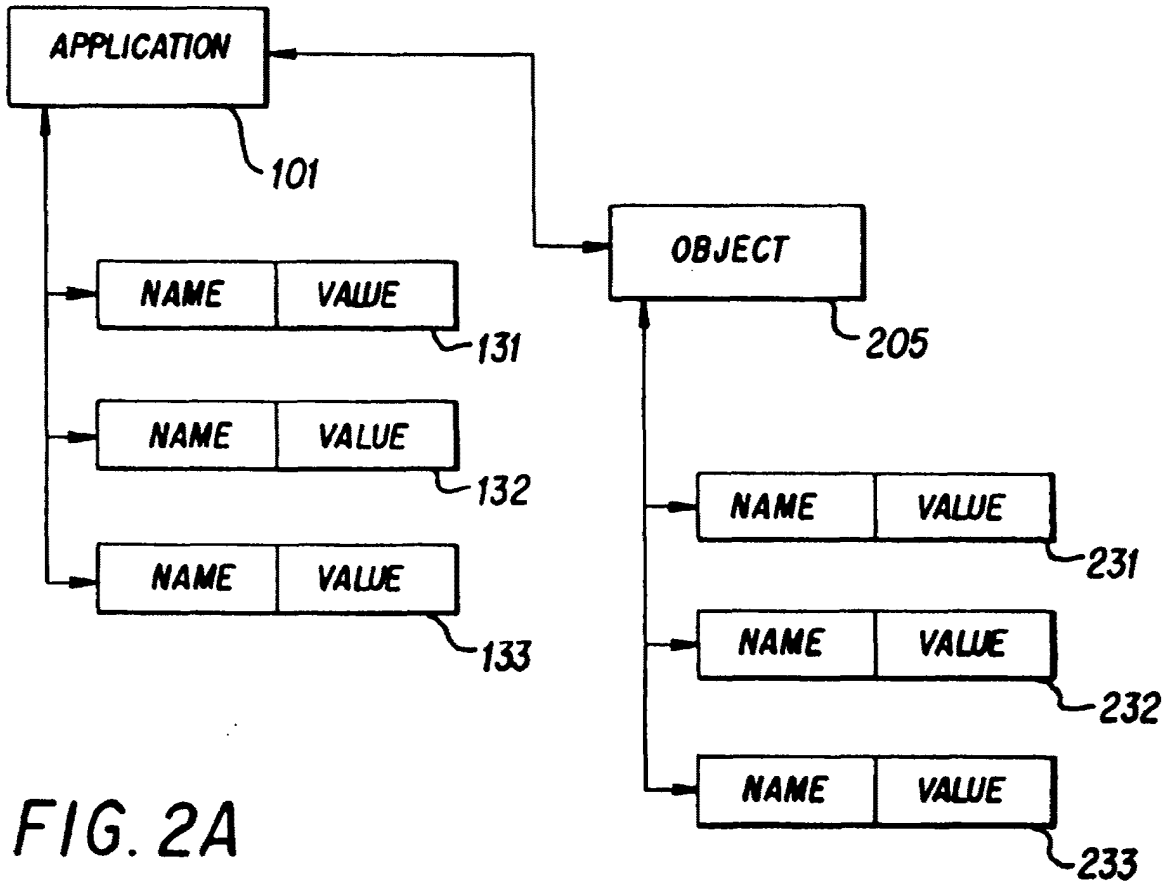 APPLICATION
101
OBJECT
205
NAME VALUE
131
NAME VALUE
132
NAME VALUE
133
NAME VALUE
231
NAME VALUE
232
NAME VALUE
233
FIG. 2A